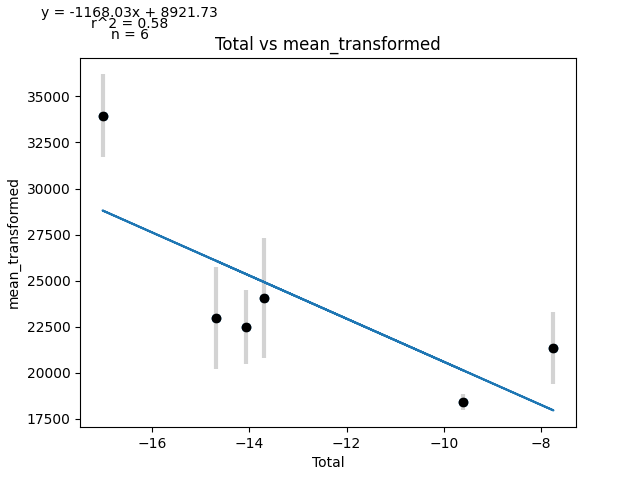 y = -1168.03x + 8921.73
r^2 = 0.58
n = 6
Total vs mean_transformed
35000
32500
30000
27500
25000
22500
20000
17500
mean_transformed
−16
−14
−12
−10
−8
Total